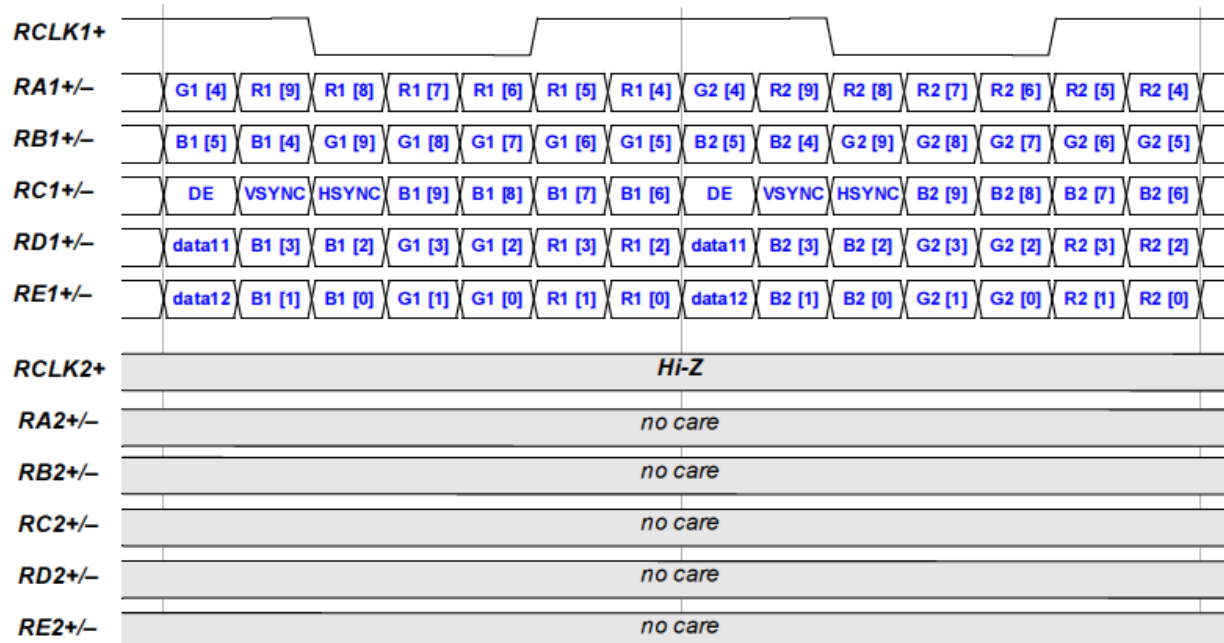 RCLK1+
RA1+/– G1 [4] R1 [9] R1 [8] R1 [7] R1 [6] R1 [5] R1 [4] G2 [4] R2 [9] R2 [8] R2 [7] R2 [6] R2 [5] R2 [4]
RB1+/– B1 [5] B1 [4] G1 [9] G1 [8] G1 [7] G1 [6] G1 [5] B2 [5] B2 [4] G2 [9] G2 [8] G2 [7] G2 [6] G2 [5]
RC1+/– DE VSYNC HSYNC B1 [9] B1 [8] B1 [7] B1 [6] DE VSYNC HSYNC B2 [9] B2 [8] B2 [7] B2 [6]
RD1+/– data11 B1 [3] B1 [2] G1 [3] G1 [2] R1 [3] R1 [2] data11 B2 [3] B2 [2] G2 [3] G2 [2] R2 [3] R2 [2]
RE1+/– data12 B1 [1] B1 [0] G1 [1] G1 [0] R1 [1] R1 [0] data12 B2 [1] B2 [0] G2 [1] G2 [0] R2 [1] R2 [0]
RCLK2+ Hi-Z
RA2+/– no care
RB2+/– no care
RC2+/– no care
RD2+/– no care
RE2+/– no care